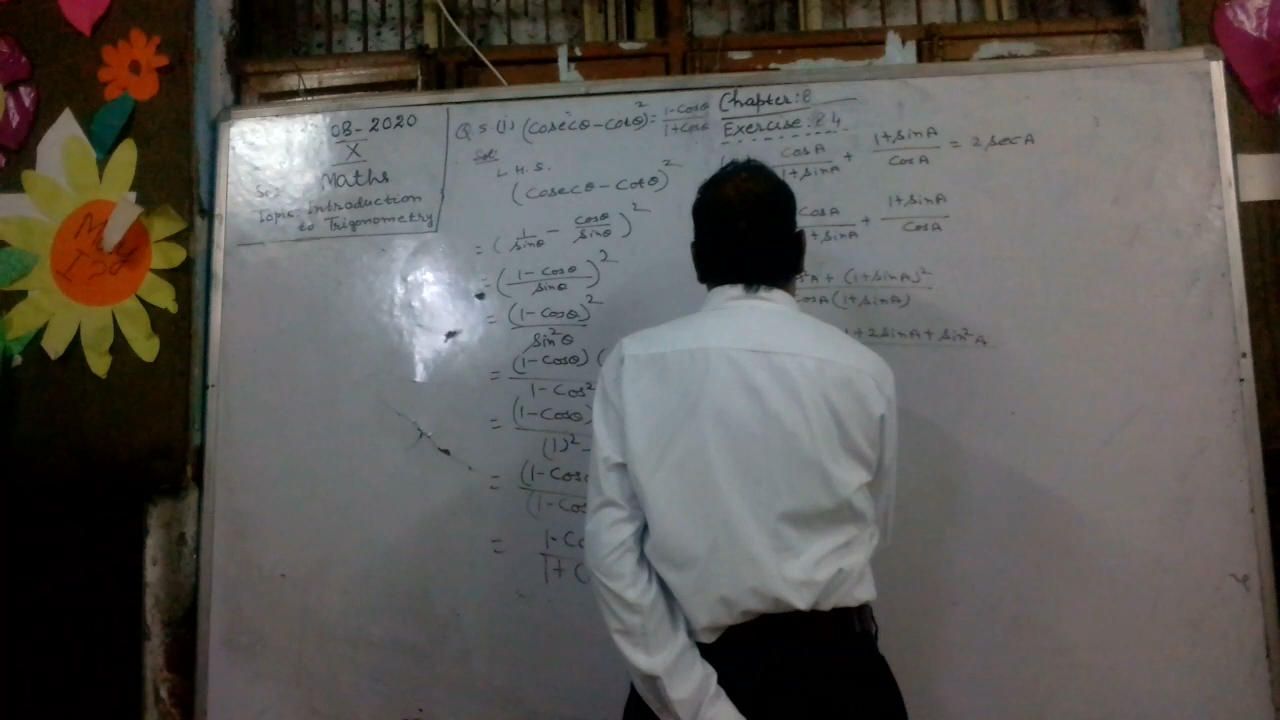 08-2020
X
Maths
Topic: Introduction
to Trigonometry
Q 5 (i) (cosecθ-cotθ)² = 1-cosθ / 1+cosθ
Sol:
L.H.S.
(cosecθ-cotθ)²
= (1/sinθ - cosθ/sinθ)²
= (1-cosθ / sinθ)²
= (1-cosθ)² / sin²θ
= (1-cosθ) ( / 1-cos²
= (1-cosθ) / (1)² -
= (1-cos / (1-cos
= 1-C / 1+C
Chapter: 8
Exercise: 8.4
cosA / 1+sinA + 1+sinA / cosA = 2 secA
cosA / 1+sinA + 1+sinA / cosA
s²A + (1+sinA)² / cosA(1+sinA)
1+2sinA+sin²A